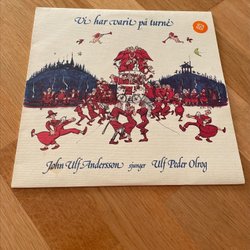 Vi har varit på turné
John Ulf Andersson sjunger Ulf Peder Olrog